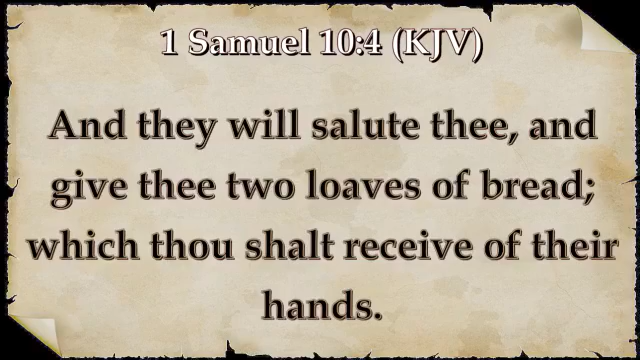 1 Samuel 10:4 (KJV)
And they will salute thee, and
give thee two loaves of bread;
which thou shalt receive of their
hands.